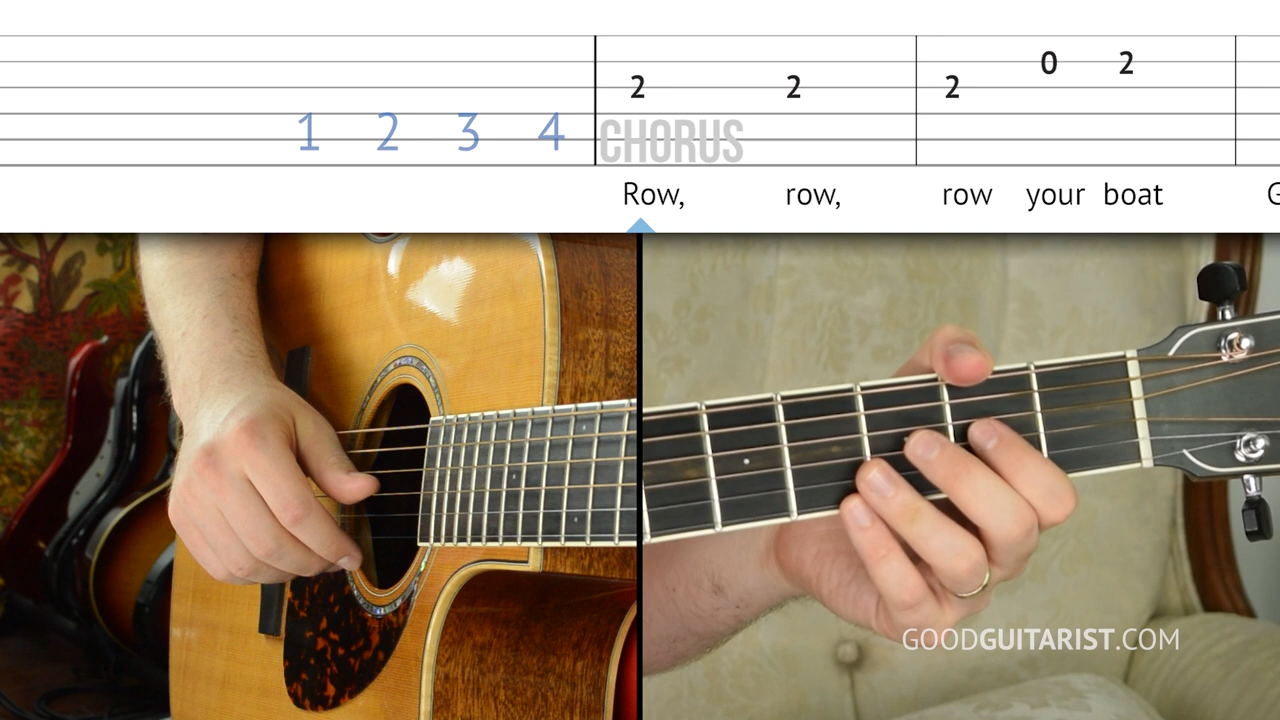 0 2
2 2 2
1 2 3 4
CHORUS
Row, row, row your boat G
GOODGUITARIST.COM